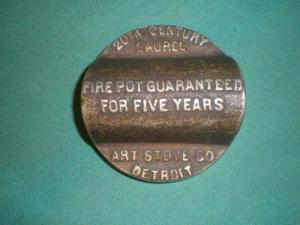 20TH CENTURY
LAUREL
FIRE POT GUARANTEED
FOR FIVE YEARS
ART STOVE CO
DETROIT